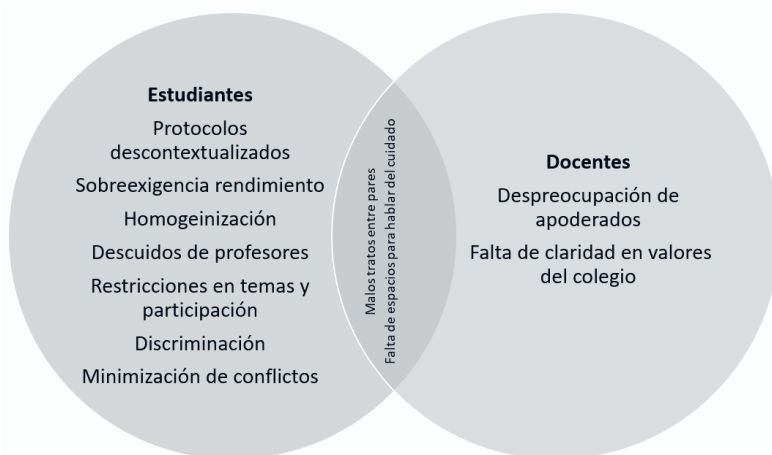 Estudiantes
Protocolos
descontextualizados
Sobreexigencia rendimiento
Homogeinización
Descuidos de profesores
Restricciones en temas y
participación
Discriminación
Minimización de conflictos
Malos tratos entre pares
Falta de espacios para hablar del cuidado
Docentes
Despreocupación de
apoderados
Falta de claridad en valores
del colegio